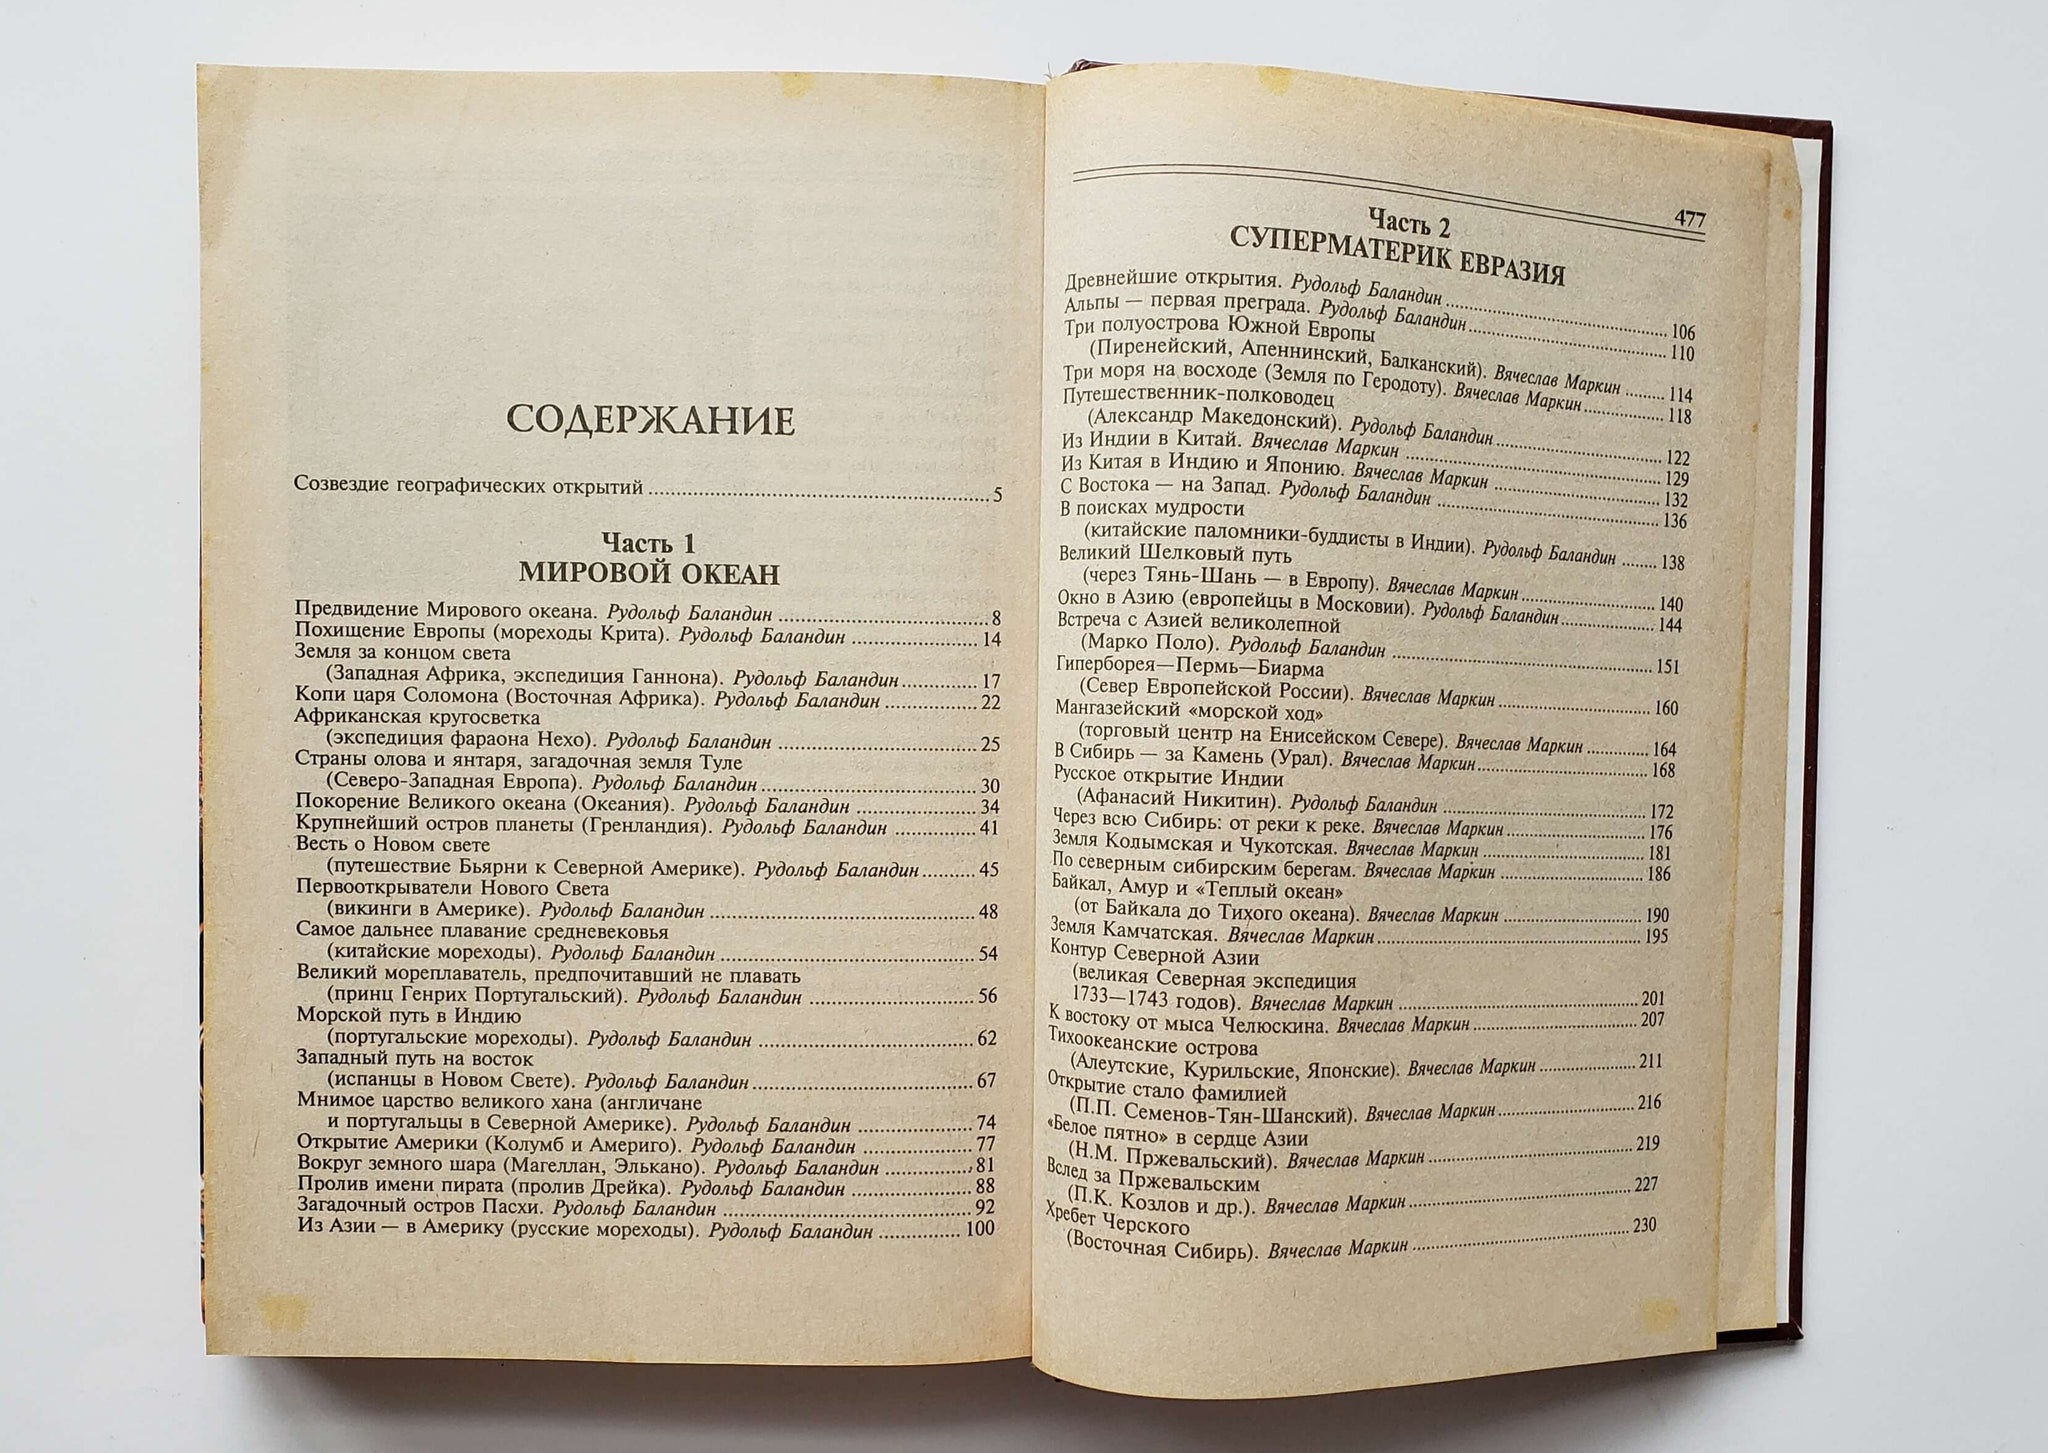 СОДЕРЖАНИЕ
Созвездие географических открытий ........ 5
Часть 1
МИРОВОЙ ОКЕАН
Предвидение Мирового океана. Рудольф Баландин ........ 8
Похищение Европы (мореходы Крита). Рудольф Баландин ........ 14
Земля за концом света
(Западная Африка, экспедиция Ганнона). Рудольф Баландин ........ 17
Копи царя Соломона (Восточная Африка). Рудольф Баландин ........ 22
Африканская кругосветка
(экспедиция фараона Нехо). Рудольф Баландин ........ 25
Страны олова и янтаря, загадочная земля Туле
(Северо-Западная Европа). Рудольф Баландин ........ 30
Покорение Великого океана (Океания). Рудольф Баландин ........ 34
Крупнейший остров планеты (Гренландия). Рудольф Баландин ........ 41
Весть о Новом свете
(путешествие Бьярни к Северной Америке). Рудольф Баландин ........ 45
Первооткрыватели Нового Света
(викинги в Америке). Рудольф Баландин ........ 48
Самое дальнее плавание средневековья
(китайские мореходы). Рудольф Баландин ........ 54
Великий мореплаватель, предпочитавший не плавать
(принц Генрих Португальский). Рудольф Баландин ........ 56
Морской путь в Индию
(португальские мореходы). Рудольф Баландин ........ 62
Западный путь на восток
(испанцы в Новом Свете). Рудольф Баландин ........ 67
Мнимое царство великого хана (англичане
и португальцы в Северной Америке). Рудольф Баландин ........ 74
Открытие Америки (Колумб и Америго). Рудольф Баландин ........ 77
Вокруг земного шара (Магеллан, Элькано). Рудольф Баландин ........ 81
Пролив имени пирата (пролив Дрейка). Рудольф Баландин ........ 88
Загадочный остров Пасхи. Рудольф Баландин ........ 92
Из Азии — в Америку (русские мореходы). Рудольф Баландин ........ 100
477
Часть 2
СУПЕРМАТЕРИК ЕВРАЗИЯ
Древнейшие открытия. Рудольф Баландин ........ 106
Альпы — первая преграда. Рудольф Баландин ........ 110
Три полуострова Южной Европы
(Пиренейский, Апеннинский, Балканский). Вячеслав Маркин ........ 114
Три моря на восходе (Земля по Геродоту). Вячеслав Маркин ........ 118
Путешественник-полководец
(Александр Македонский). Рудольф Баландин ........ 122
Из Индии в Китай. Вячеслав Маркин ........ 129
Из Китая в Индию и Японию. Вячеслав Маркин ........ 132
С Востока — на Запад. Рудольф Баландин ........ 136
В поисках мудрости
(китайские паломники-буддисты в Индии). Рудольф Баландин ........ 138
Великий Шелковый путь
(через Тянь-Шань — в Европу). Вячеслав Маркин ........ 140
Окно в Азию (европейцы в Московии). Рудольф Баландин ........ 144
Встреча с Азией великолепной
(Марко Поло). Рудольф Баландин ........ 151
Гиперборея—Пермь—Биарма
(Север Европейской России). Вячеслав Маркин ........ 160
Мангазейский «морской ход»
(торговый центр на Енисейском Севере). Вячеслав Маркин ........ 164
В Сибирь — за Камень (Урал). Вячеслав Маркин ........ 168
Русское открытие Индии
(Афанасий Никитин). Рудольф Баландин ........ 172
Через всю Сибирь: от реки к реке. Вячеслав Маркин ........ 176
Земля Колымская и Чукотская. Вячеслав Маркин ........ 181
По северным сибирским берегам. Вячеслав Маркин ........ 186
Байкал, Амур и «Теплый океан»
(от Байкала до Тихого океана). Вячеслав Маркин ........ 190
Земля Камчатская. Вячеслав Маркин ........ 195
Контур Северной Азии
(великая Северная экспедиция
1733—1743 годов). Вячеслав Маркин ........ 201
К востоку от мыса Челюскина. Вячеслав Маркин ........ 207
Тихоокеанские острова
(Алеутские, Курильские, Японские). Вячеслав Маркин ........ 211
Открытие стало фамилией
(П.П. Семенов-Тян-Шанский). Вячеслав Маркин ........ 216
«Белое пятно» в сердце Азии
(Н.М. Пржевальский). Вячеслав Маркин ........ 219
Вслед за Пржевальским
(П.К. Козлов и др.). Вячеслав Маркин ........ 227
Хребет Черского
(Восточная Сибирь). Вячеслав Маркин ........ 230